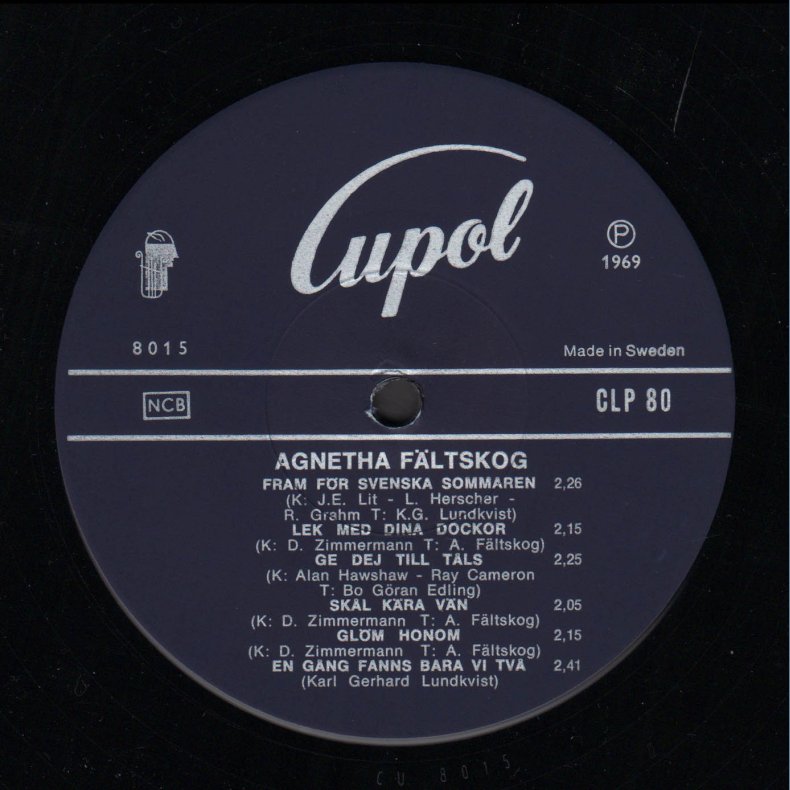 Cupol
P
1969
8015
Made in Sweden
NCB
CLP 80
AGNETHA FÄLTSKOG
FRAM FÖR SVENSKA SOMMAREN 2,26
(K: J.E. Lit - L. Herscher -
R. Grahm T: K.G. Lundkvist)
LEK MED DINA DOCKOR 2,15
(K: D. Zimmermann T: A. Fältskog)
GE DEJ TILL TÅLS 2,25
(K: Alan Hawshaw - Ray Cameron
T: Bo Göran Edling)
SKÅL KÄRA VÄN 2,05
(K: D. Zimmermann T: A. Fältskog)
GLÖM HONOM 2,15
(K: D. Zimmermann T: A. Fältskog)
EN GÅNG FANNS BARA VI TVÅ 2,41
(Karl Gerhard Lundkvist)
CU 8015